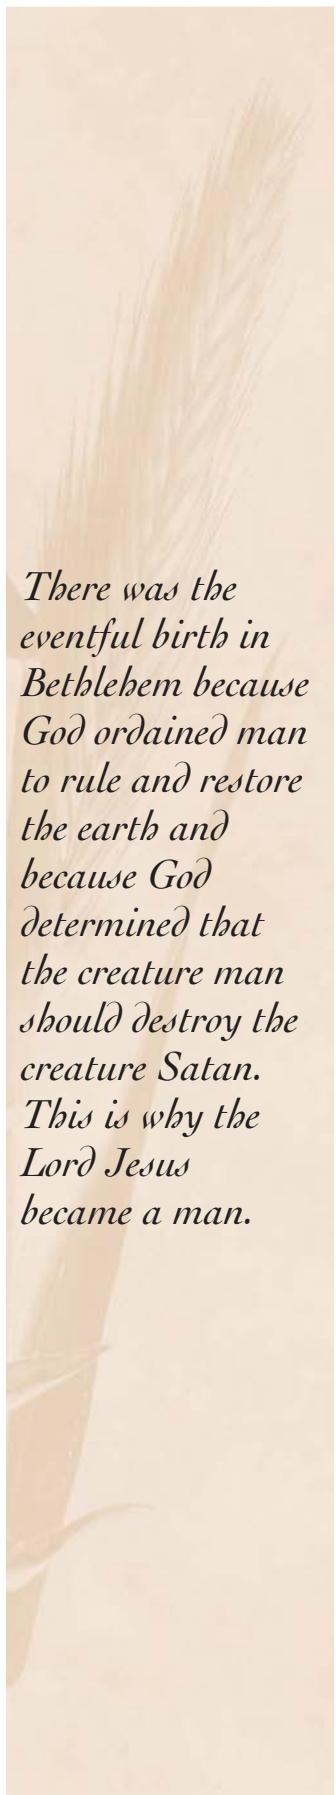 There was the
eventful birth in
Bethlehem because
God ordained man
to rule and restore
the earth and
because God
determined that
the creature man
should destroy the
creature Satan.
This is why the
Lord Jesus
became a man.